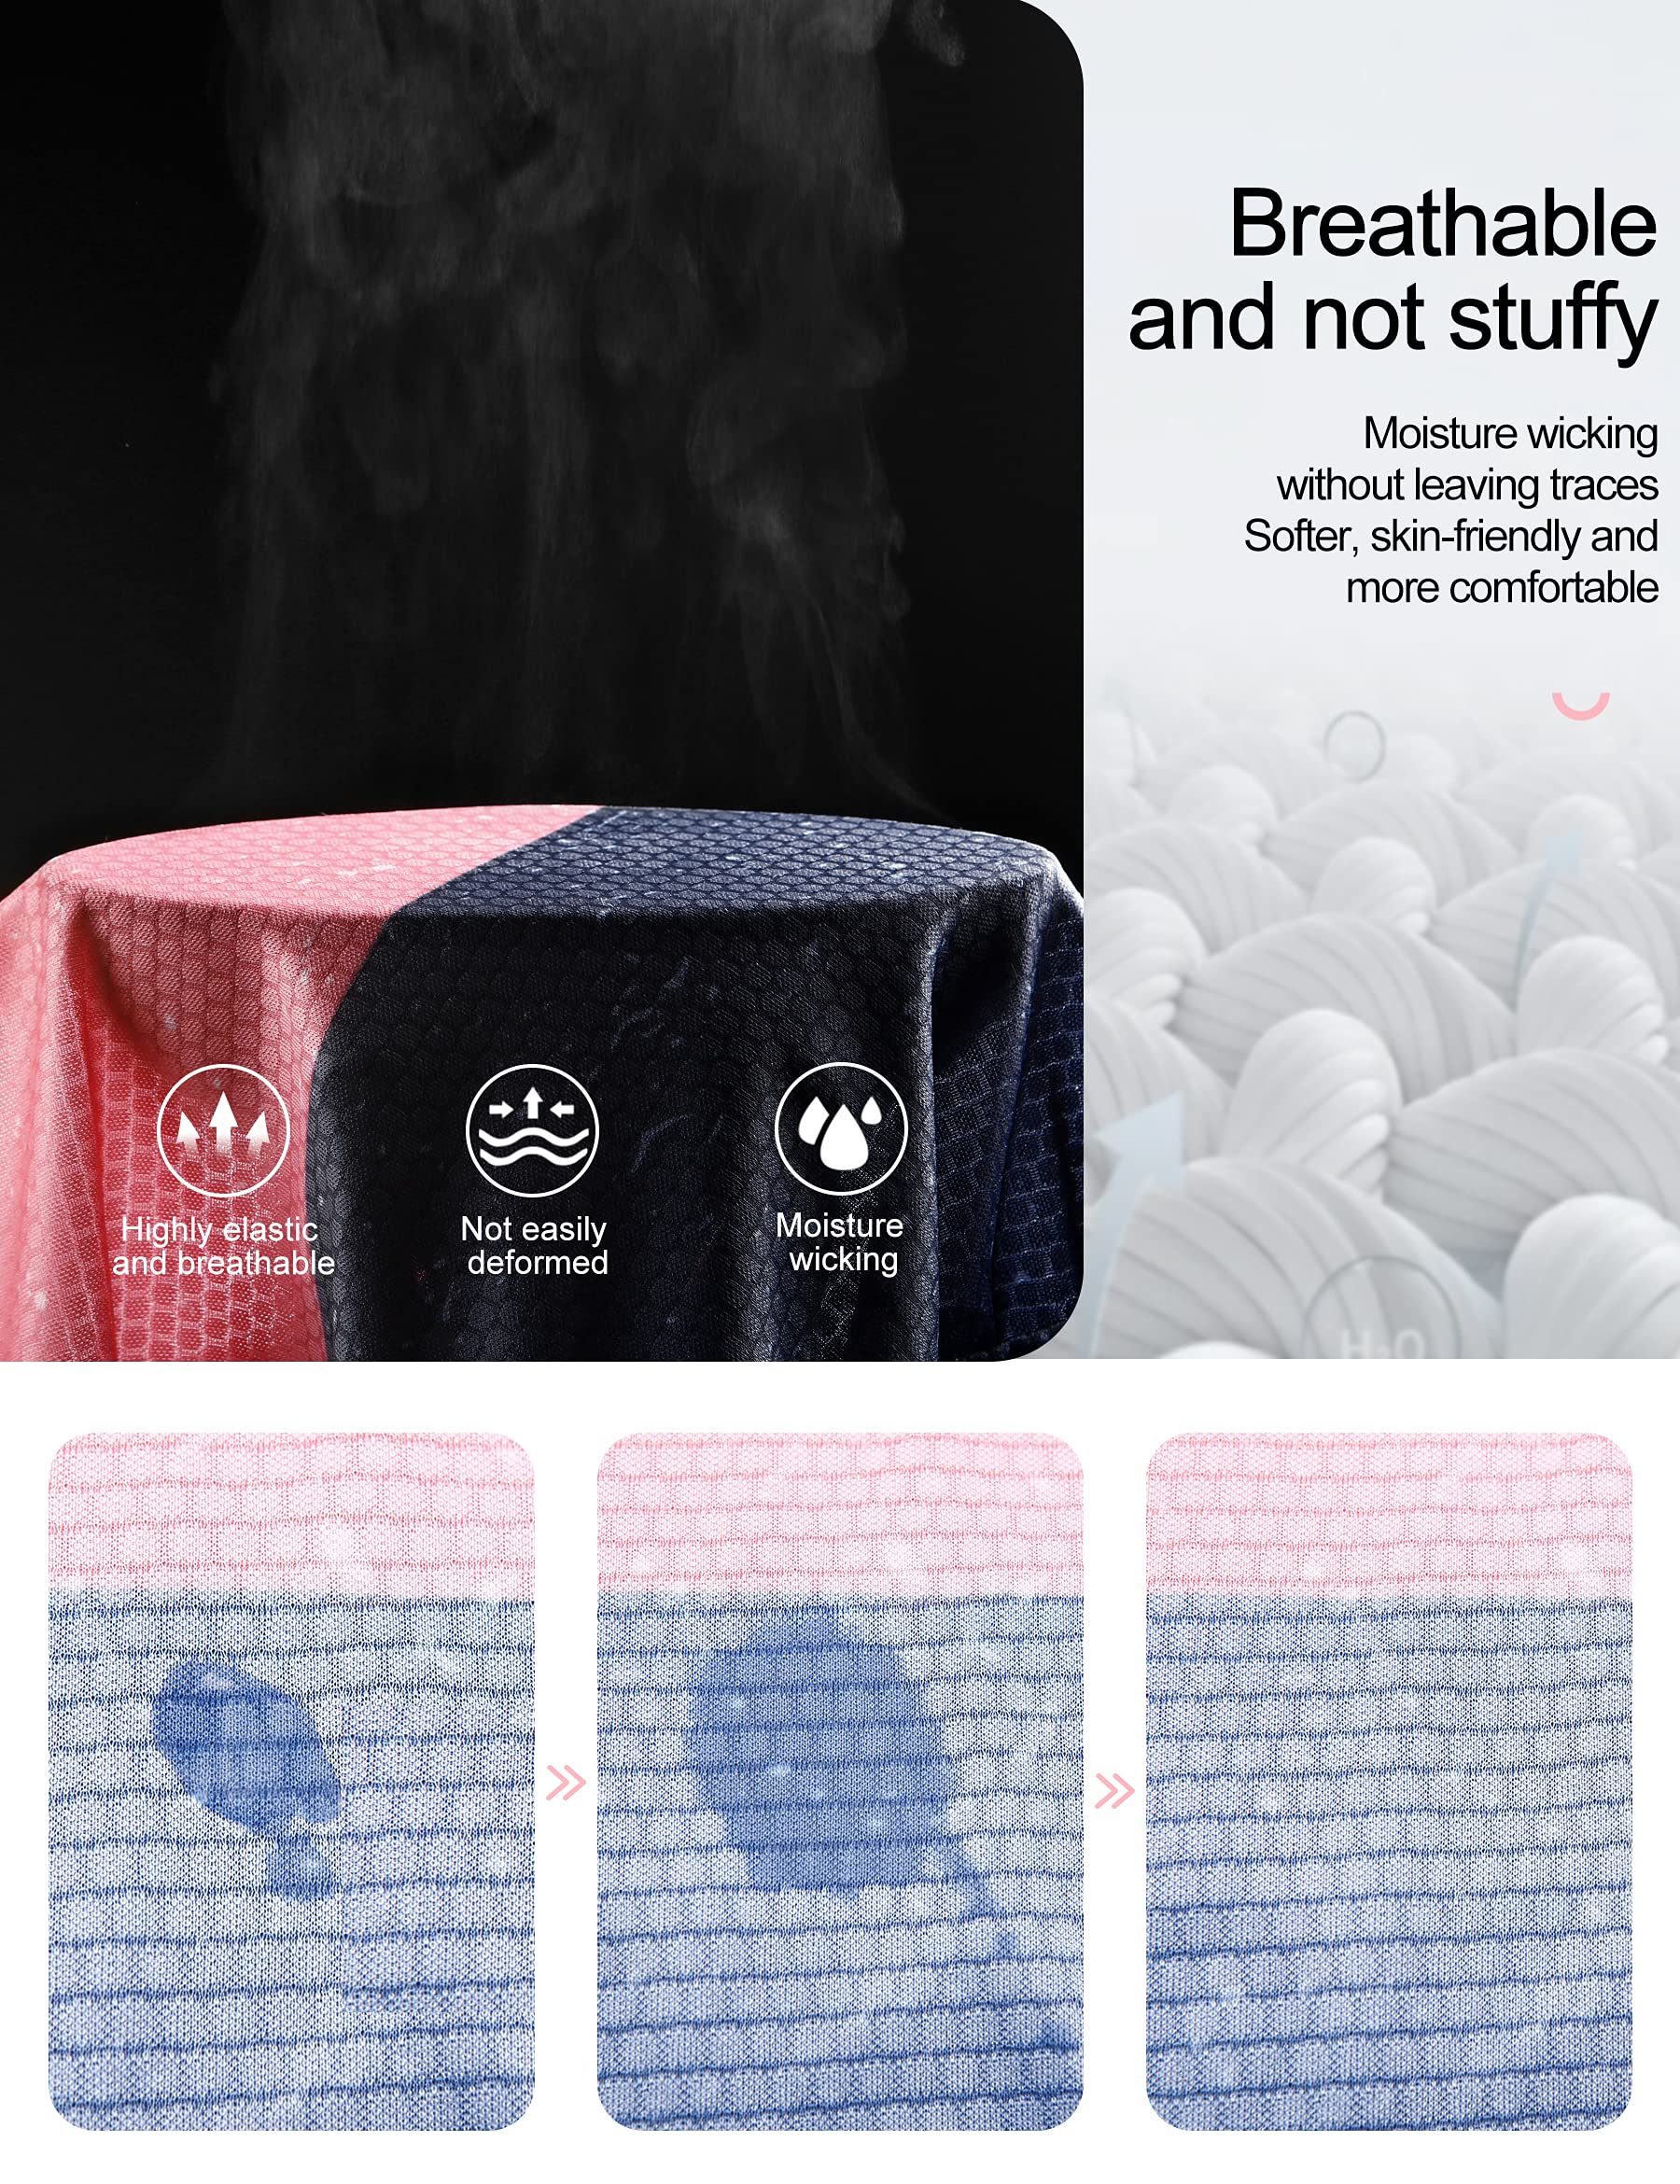 Breathable
and not stuffy
Moisture wicking
without leaving traces
Softer, skin-friendly and
more comfortable
Highly elastic
and breathable
Not easily
deformed
Moisture
wicking
H₂O